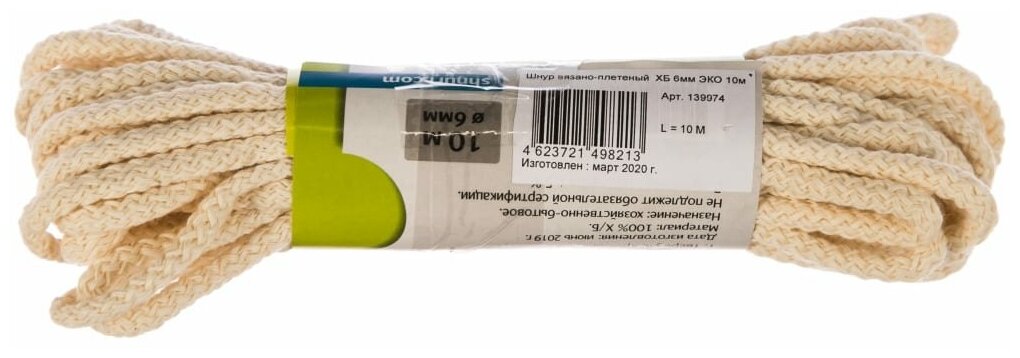 Шнур вязано-плетеный ХБ 6мм ЭКО 10м
Арт. 139974
L = 10 М
4 623721 498213
Изготовлен : март 2020 г.
shnurff.com
ø 6мм
10 м
Дата изготовления: июнь 2019 г.
Материал: 100% Х/Б.
Назначение: хозяйственно-бытовое.
Не подлежит обязательной сертификации.